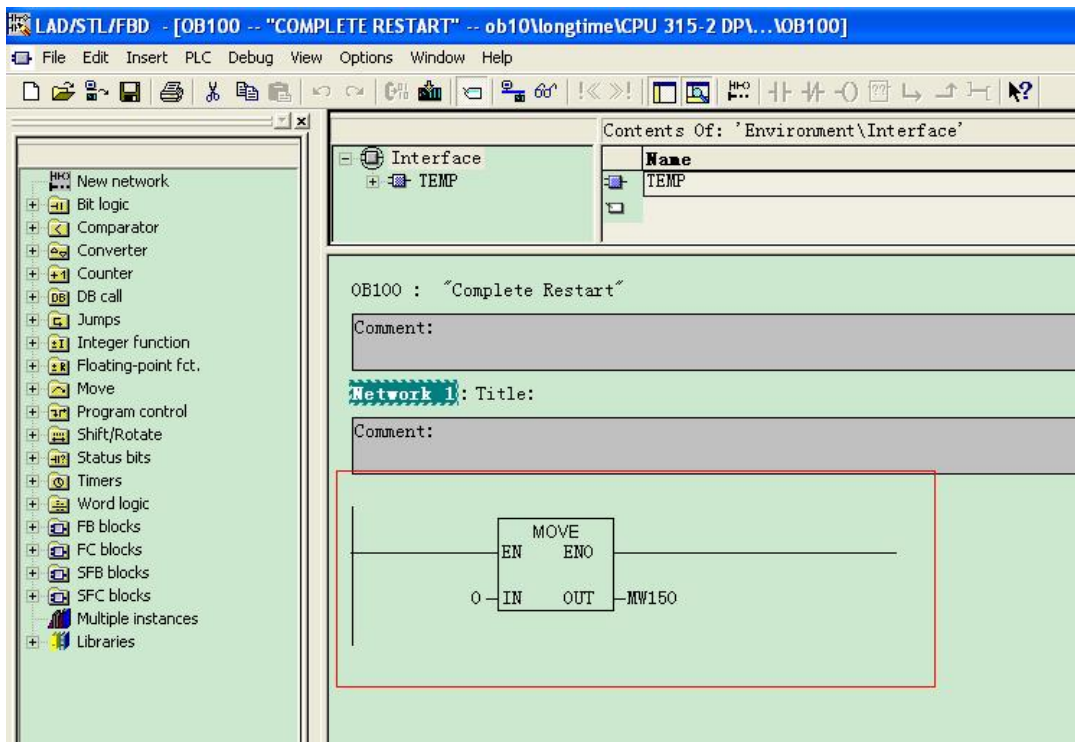 LAD/STL/FBD - [OB100 -- "COMPLETE RESTART" -- ob10\longtime\CPU 315-2 DP\...\OB100]
File Edit Insert PLC Debug View Options Window Help
New network
Bit logic
Comparator
Converter
Counter
DB call
Jumps
Integer function
Floating-point fct.
Move
Program control
Shift/Rotate
Status bits
Timers
Word logic
FB blocks
FC blocks
SFB blocks
SFC blocks
Multiple instances
Libraries
Interface
TEMP
Contents Of: 'Environment\Interface'
Name
TEMP
OB100 : "Complete Restart"
Comment:
Network 1: Title:
Comment:
MOVE
EN ENO
0 IN OUT MW150